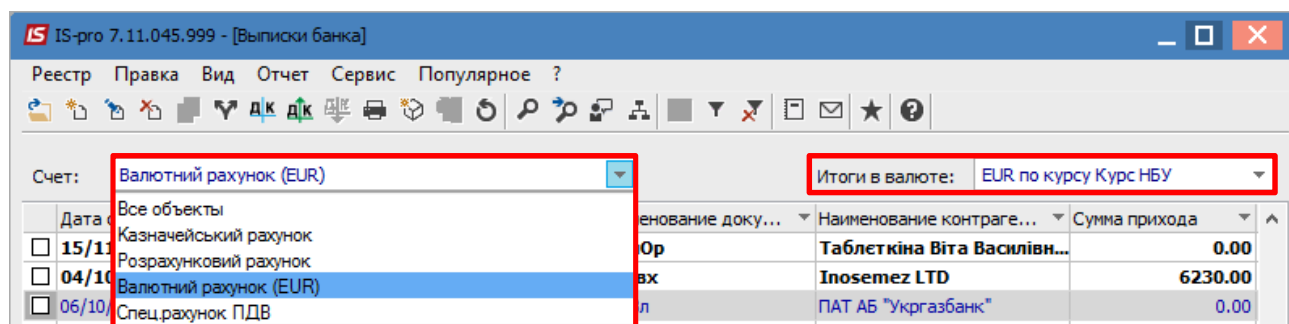 IS IS-pro 7.11.045.999 - [Выписки банка]
Реестр Правка Вид Отчет Сервис Популярное ?
Счет: Валютний рахунок (EUR) Итоги в валюте: EUR по курсу Курс НБУ
Все объекты
Казначейський рахунок
Розрахунковий рахунок
Валютний рахунок (EUR)
Спец.рахунок ПДВ
Дата Наименование контраге... Сумма прихода
15/11 Таблєткіна Віта Василівн... 0.00
04/10 Inosemez LTD 6230.00
06/10/ ПАТ АБ "Укргазбанк" 0.00